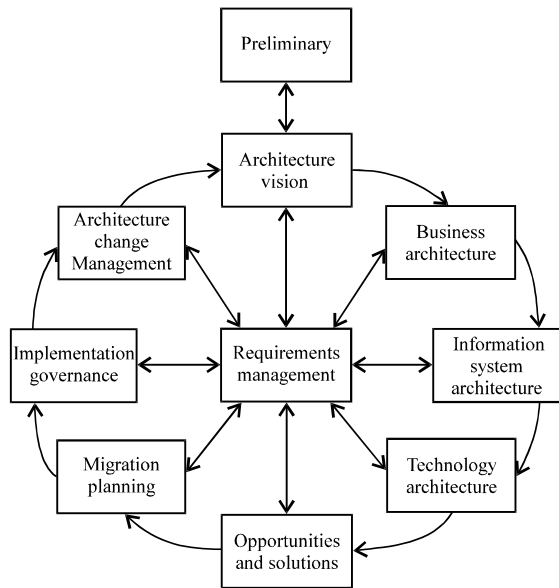 Preliminary
Architecture
vision
Architecture
change
Management
Business
architecture
Implementation
governance
Requirements
management
Information
system
architecture
Migration
planning
Technology
architecture
Opportunities
and solutions